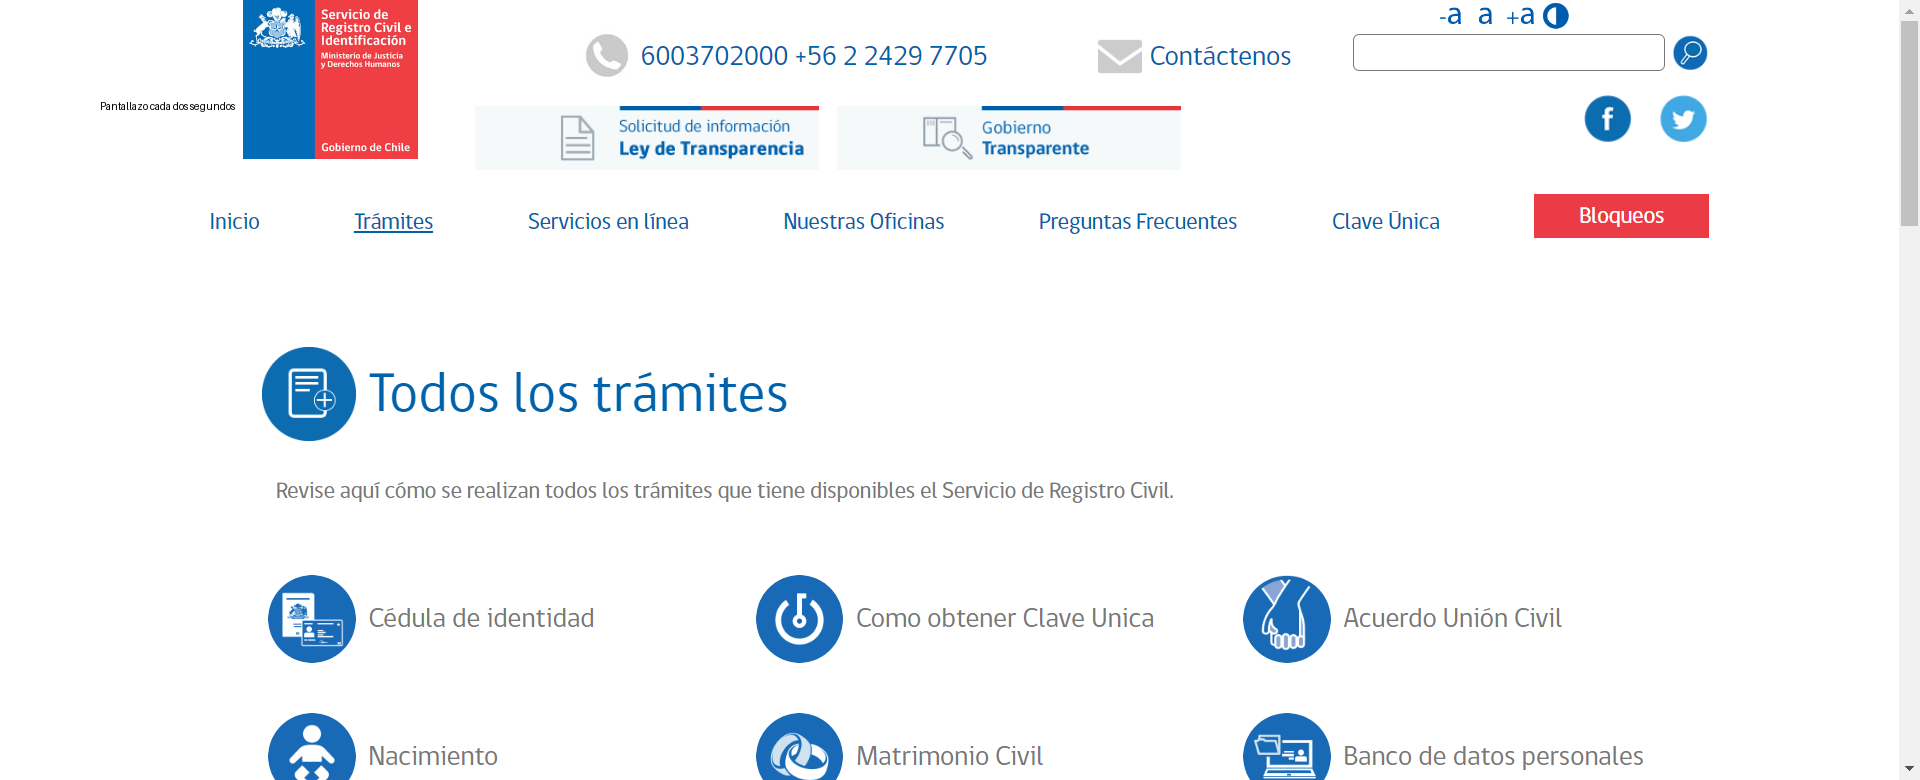 Servicio de
Registro Civil e
Identificación
Ministerio de Justicia
y Derechos Humanos
Gobierno de Chile
Pantallazo cada dos segundos
6003702000 +56 2 2429 7705
Contáctenos
-a a +a
Solicitud de información
Ley de Transparencia
Gobierno
Transparente
Inicio Trámites Servicios en línea Nuestras Oficinas Preguntas Frecuentes Clave Única Bloqueos
Todos los trámites
Revise aquí cómo se realizan todos los trámites que tiene disponibles el Servicio de Registro Civil.
Cédula de identidad Como obtener Clave Unica Acuerdo Unión Civil
Nacimiento Matrimonio Civil Banco de datos personales